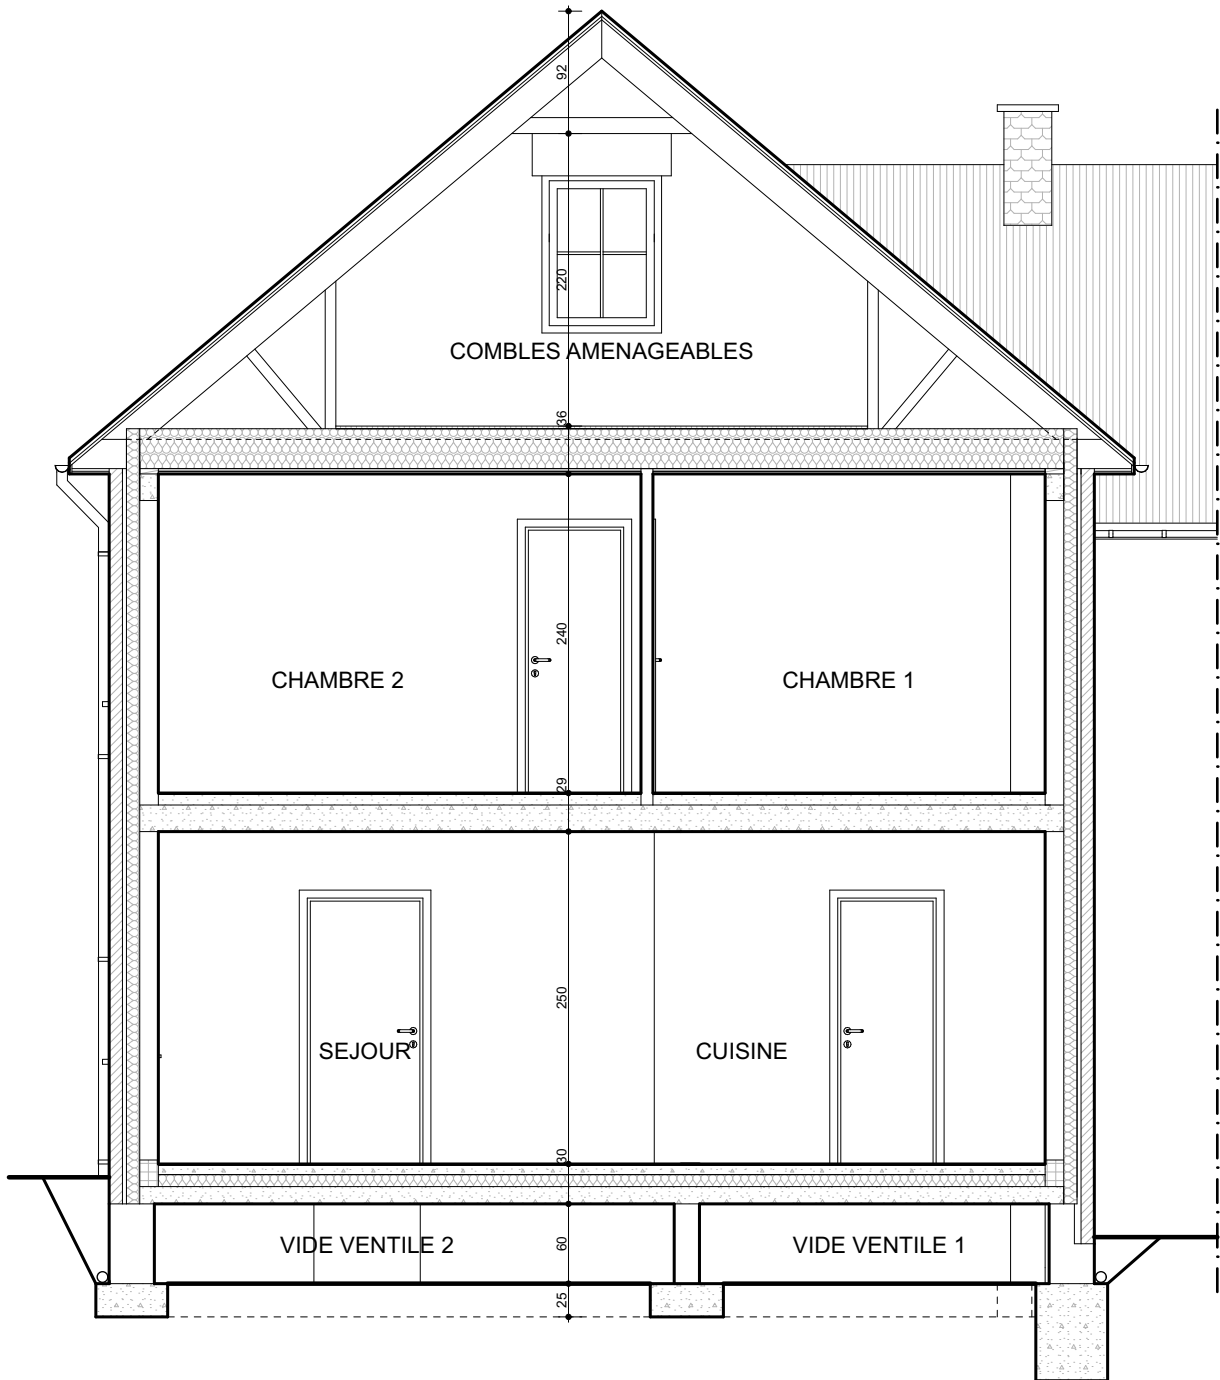 92
220
COMBLES AMENAGEABLES
36
240
CHAMBRE 2
CHAMBRE 1
29
250
SEJOUR
CUISINE
30
VIDE VENTILE 2
60
VIDE VENTILE 1
25